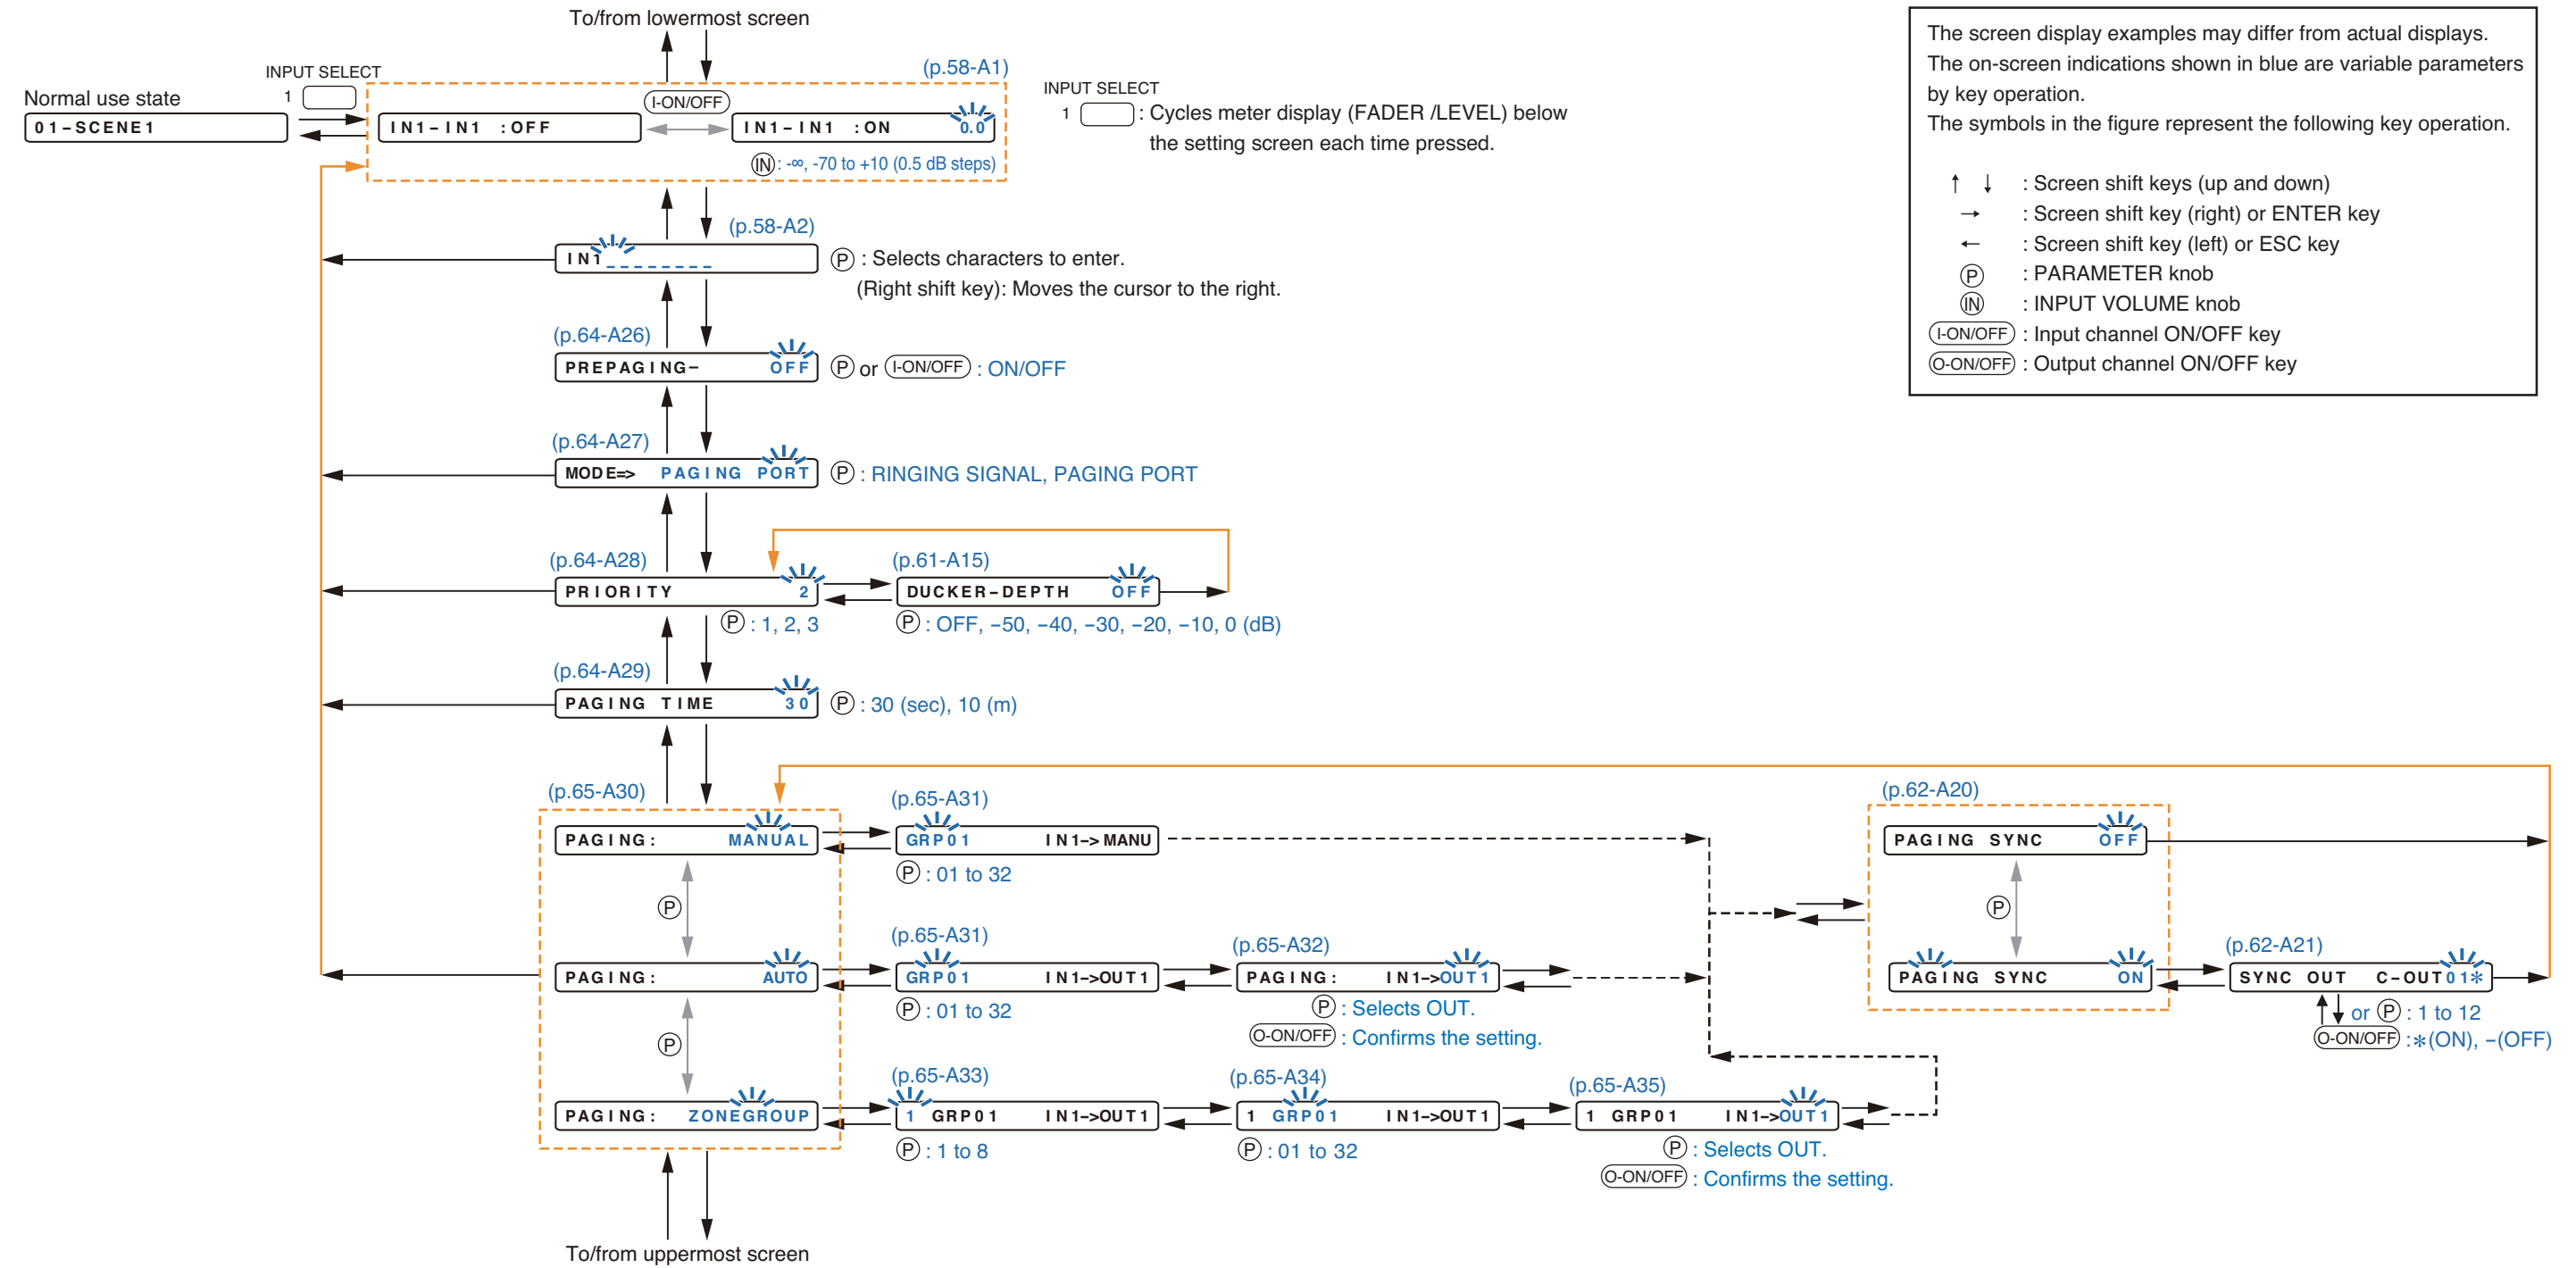 To/from lowermost screen
(p.58-A1)
INPUT SELECT
1
Normal use state
01-SCENE1
I-ON/OFF
IN1-IN1 :OFF
IN1-IN1 :ON 0.0
IN : -∞, -70 to +10 (0.5 dB steps)
INPUT SELECT
1 : Cycles meter display (FADER /LEVEL) below
the setting screen each time pressed.
The screen display examples may differ from actual displays.
The on-screen indications shown in blue are variable parameters
by key operation.
The symbols in the figure represent the following key operation.
↑ ↓ : Screen shift keys (up and down)
→ : Screen shift key (right) or ENTER key
← : Screen shift key (left) or ESC key
P : PARAMETER knob
IN : INPUT VOLUME knob
I-ON/OFF : Input channel ON/OFF key
O-ON/OFF : Output channel ON/OFF key
(p.58-A2)
IN1_ _ _ _ _ _ _ _
P : Selects characters to enter.
(Right shift key): Moves the cursor to the right.
(p.64-A26)
PREPAGING- OFF
P or I-ON/OFF : ON/OFF
(p.64-A27)
MODE=> PAGING PORT
P : RINGING SIGNAL, PAGING PORT
(p.64-A28)
PRIORITY 2
P : 1, 2, 3
(p.61-A15)
DUCKER-DEPTH OFF
P : OFF, −50, −40, −30, −20, −10, 0 (dB)
(p.64-A29)
PAGING TIME 30
P : 30 (sec), 10 (m)
(p.65-A30)
PAGING: MANUAL
(p.65-A31)
GRP01 IN1->MANU
P : 01 to 32
(p.62-A20)
PAGING SYNC OFF
P
P
PAGING: AUTO
(p.65-A31)
GRP01 IN1->OUT1
P : 01 to 32
(p.65-A32)
PAGING: IN1->OUT1
P : Selects OUT.
O-ON/OFF : Confirms the setting.
PAGING SYNC ON
(p.62-A21)
SYNC OUT C-OUT01*
or P : 1 to 12
O-ON/OFF :*(ON), −(OFF)
P
PAGING: ZONEGROUP
(p.65-A33)
1 GRP01 IN1->OUT1
P : 1 to 8
(p.65-A34)
1 GRP01 IN1->OUT1
P : 01 to 32
(p.65-A35)
1 GRP01 IN1->OUT1
P : Selects OUT.
O-ON/OFF : Confirms the setting.
To/from uppermost screen